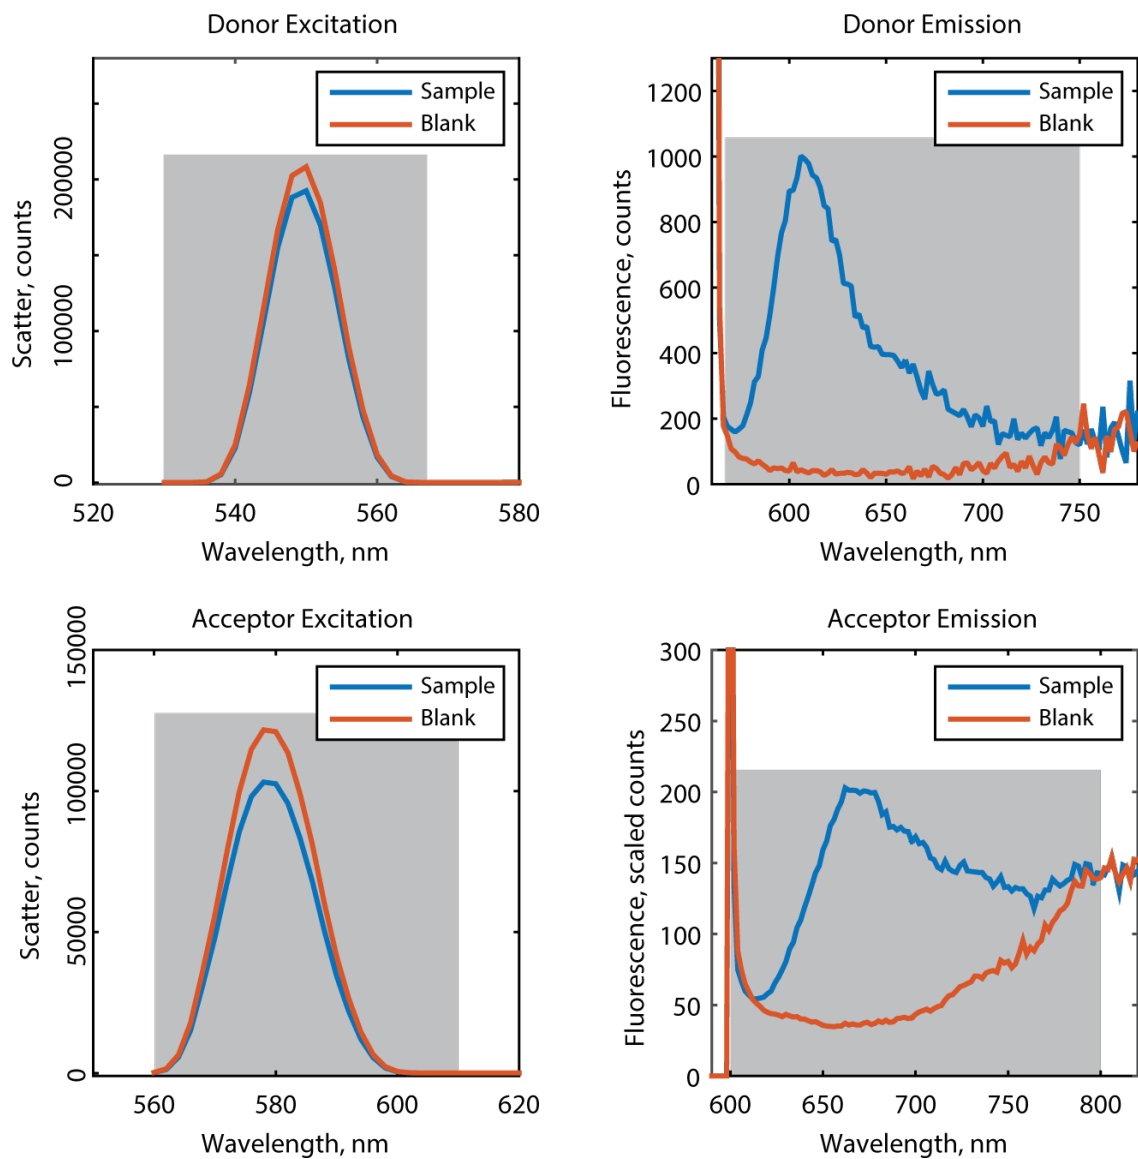 Donor Excitation
Sample
Blank
Scatter, counts
200000
100000
0
520 540 560 580
Wavelength, nm
Donor Emission
Sample
Blank
Fluorescence, counts
1200
1000
800
600
400
200
0
600 650 700 750
Wavelength, nm
Acceptor Excitation
Sample
Blank
Scatter, counts
150000
100000
50000
0
560 580 600 620
Wavelength, nm
Acceptor Emission
Sample
Blank
Fluorescence, scaled counts
300
250
200
150
100
50
0
600 650 700 750 800
Wavelength, nm